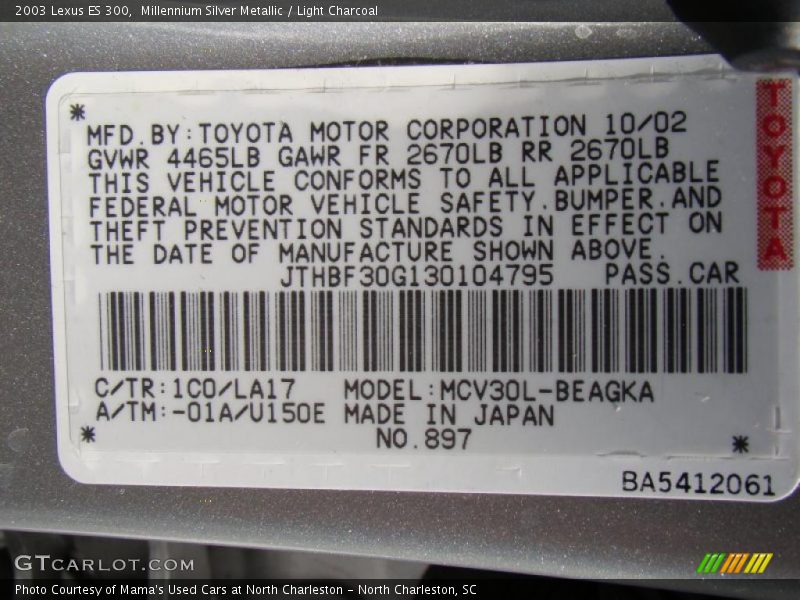 2003 Lexus ES 300, Millennium Silver Metallic / Light Charcoal
MFD.BY:TOYOTA MOTOR CORPORATION 10/02
GVWR 4465LB GAWR FR 2670LB RR 2670LB
THIS VEHICLE CONFORMS TO ALL APPLICABLE
FEDERAL MOTOR VEHICLE SAFETY.BUMPER.AND
THEFT PREVENTION STANDARDS IN EFFECT ON
THE DATE OF MANUFACTURE SHOWN ABOVE.
JTHBF30G130104795 PASS.CAR
TOYOTA
C/TR:1C0/LA17 MODEL:MCV30L-BEAGKA
A/TM:-01A/U150E MADE IN JAPAN
NO.897
BA5412061
GTCARLOT.COM
Photo Courtesy of Mama's Used Cars at North Charleston - North Charleston, SC